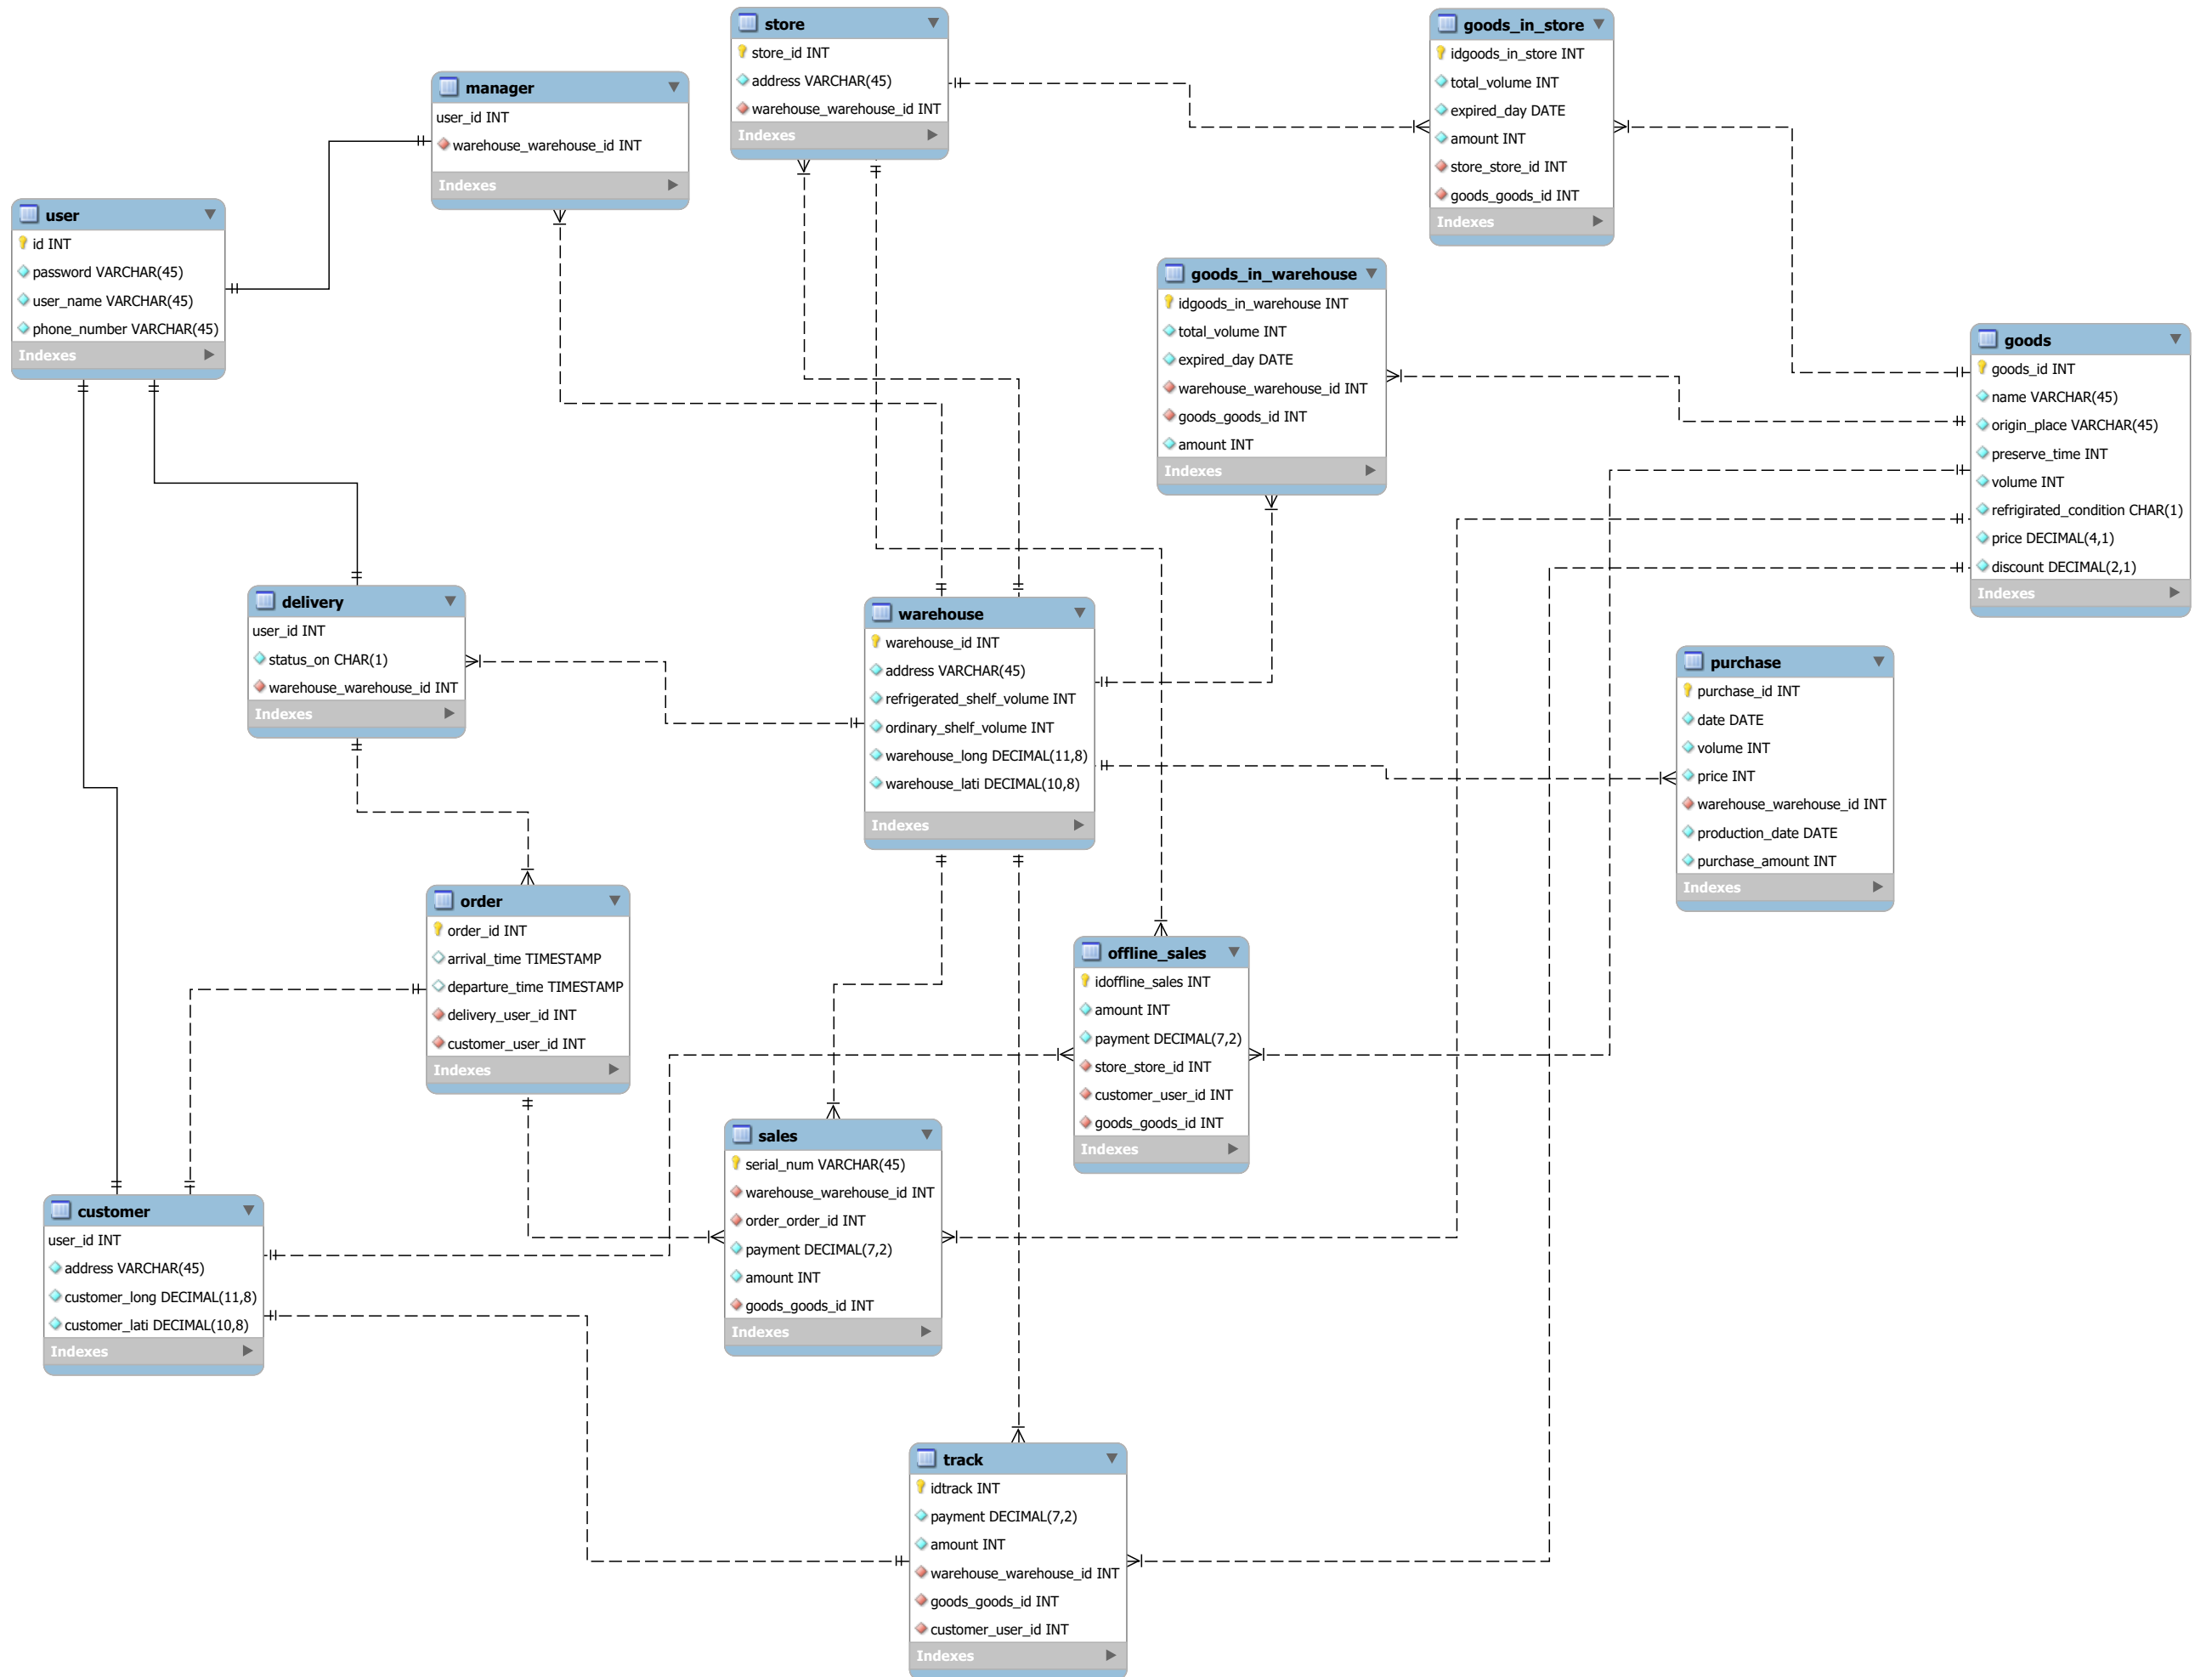 store
store_id INT
address VARCHAR(45)
warehouse_warehouse_id INT
Indexes
goods_in_store
idgoods_in_store INT
total_volume INT
expired_day DATE
amount INT
store_store_id INT
goods_goods_id INT
Indexes
manager
user_id INT
warehouse_warehouse_id INT
Indexes
user
id INT
password VARCHAR(45)
user_name VARCHAR(45)
phone_number VARCHAR(45)
Indexes
goods_in_warehouse
idgoods_in_warehouse INT
total_volume INT
expired_day DATE
warehouse_warehouse_id INT
goods_goods_id INT
amount INT
Indexes
goods
goods_id INT
name VARCHAR(45)
origin_place VARCHAR(45)
preserve_time INT
volume INT
refrigirated_condition CHAR(1)
price DECIMAL(4,1)
discount DECIMAL(2,1)
Indexes
delivery
user_id INT
status_on CHAR(1)
warehouse_warehouse_id INT
Indexes
warehouse
warehouse_id INT
address VARCHAR(45)
refrigerated_shelf_volume INT
ordinary_shelf_volume INT
warehouse_long DECIMAL(11,8)
warehouse_lati DECIMAL(10,8)
Indexes
purchase
purchase_id INT
date DATE
volume INT
price INT
warehouse_warehouse_id INT
production_date DATE
purchase_amount INT
Indexes
order
order_id INT
arrival_time TIMESTAMP
departure_time TIMESTAMP
delivery_user_id INT
customer_user_id INT
Indexes
offline_sales
idoffline_sales INT
amount INT
payment DECIMAL(7,2)
store_store_id INT
customer_user_id INT
goods_goods_id INT
Indexes
sales
serial_num VARCHAR(45)
warehouse_warehouse_id INT
order_order_id INT
payment DECIMAL(7,2)
amount INT
goods_goods_id INT
Indexes
customer
user_id INT
address VARCHAR(45)
customer_long DECIMAL(11,8)
customer_lati DECIMAL(10,8)
Indexes
track
idtrack INT
payment DECIMAL(7,2)
amount INT
warehouse_warehouse_id INT
goods_goods_id INT
customer_user_id INT
Indexes